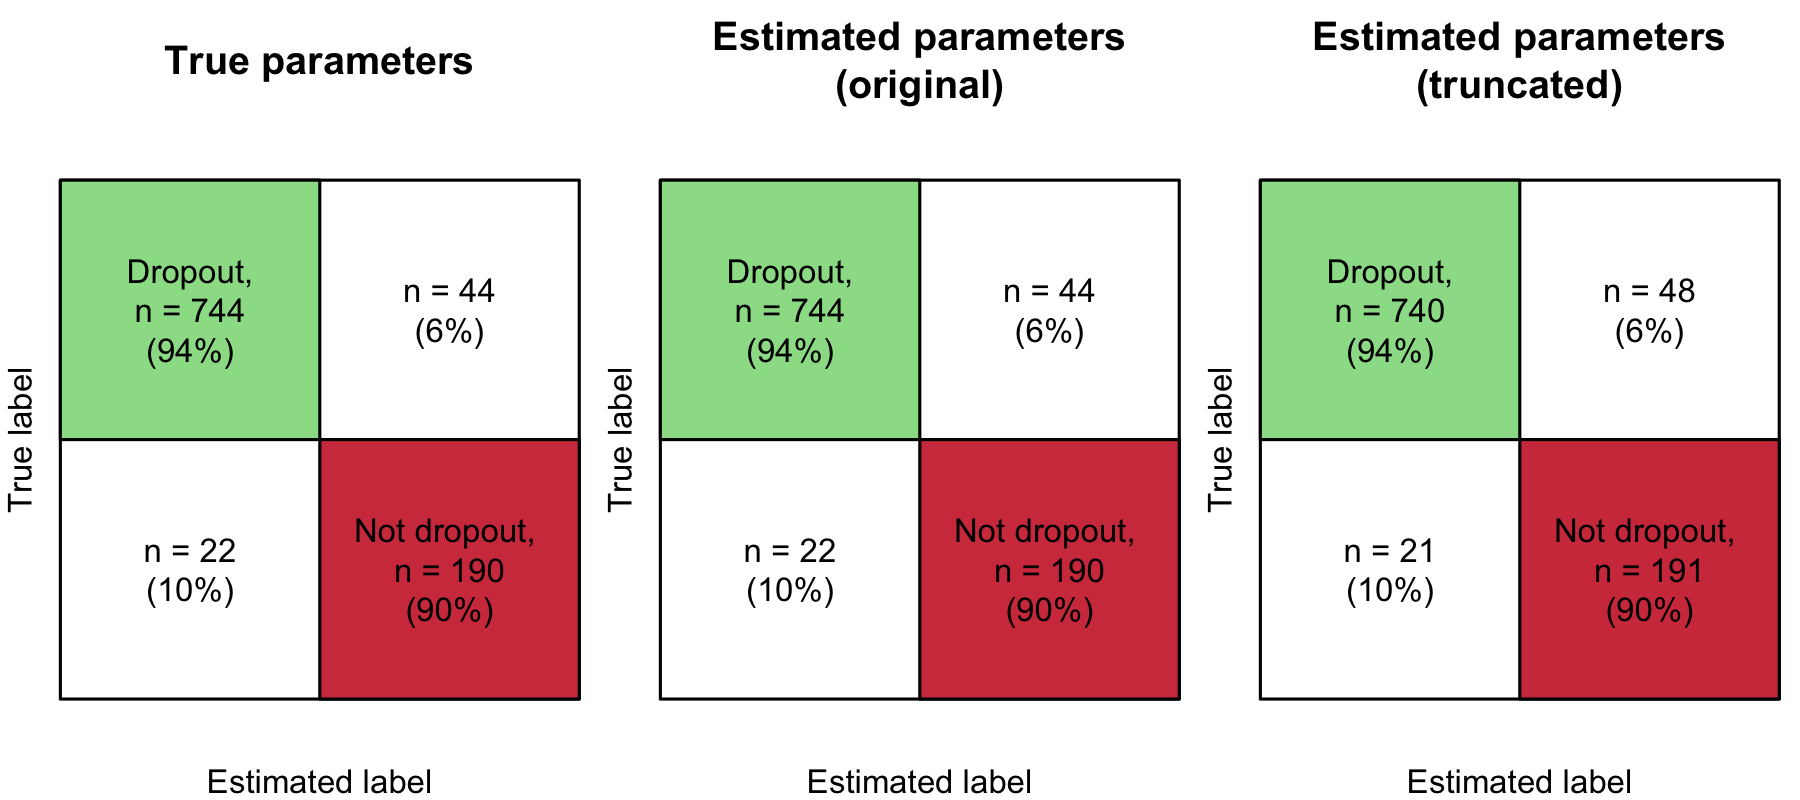 True parameters
True label
Dropout,
n = 744
(94%)
n = 44
(6%)
n = 22
(10%)
Not dropout,
n = 190
(90%)
Estimated label
Estimated parameters
(original)
True label
Dropout,
n = 744
(94%)
n = 44
(6%)
n = 22
(10%)
Not dropout,
n = 190
(90%)
Estimated label
Estimated parameters
(truncated)
True label
Dropout,
n = 740
(94%)
n = 48
(6%)
n = 21
(10%)
Not dropout,
n = 191
(90%)
Estimated label